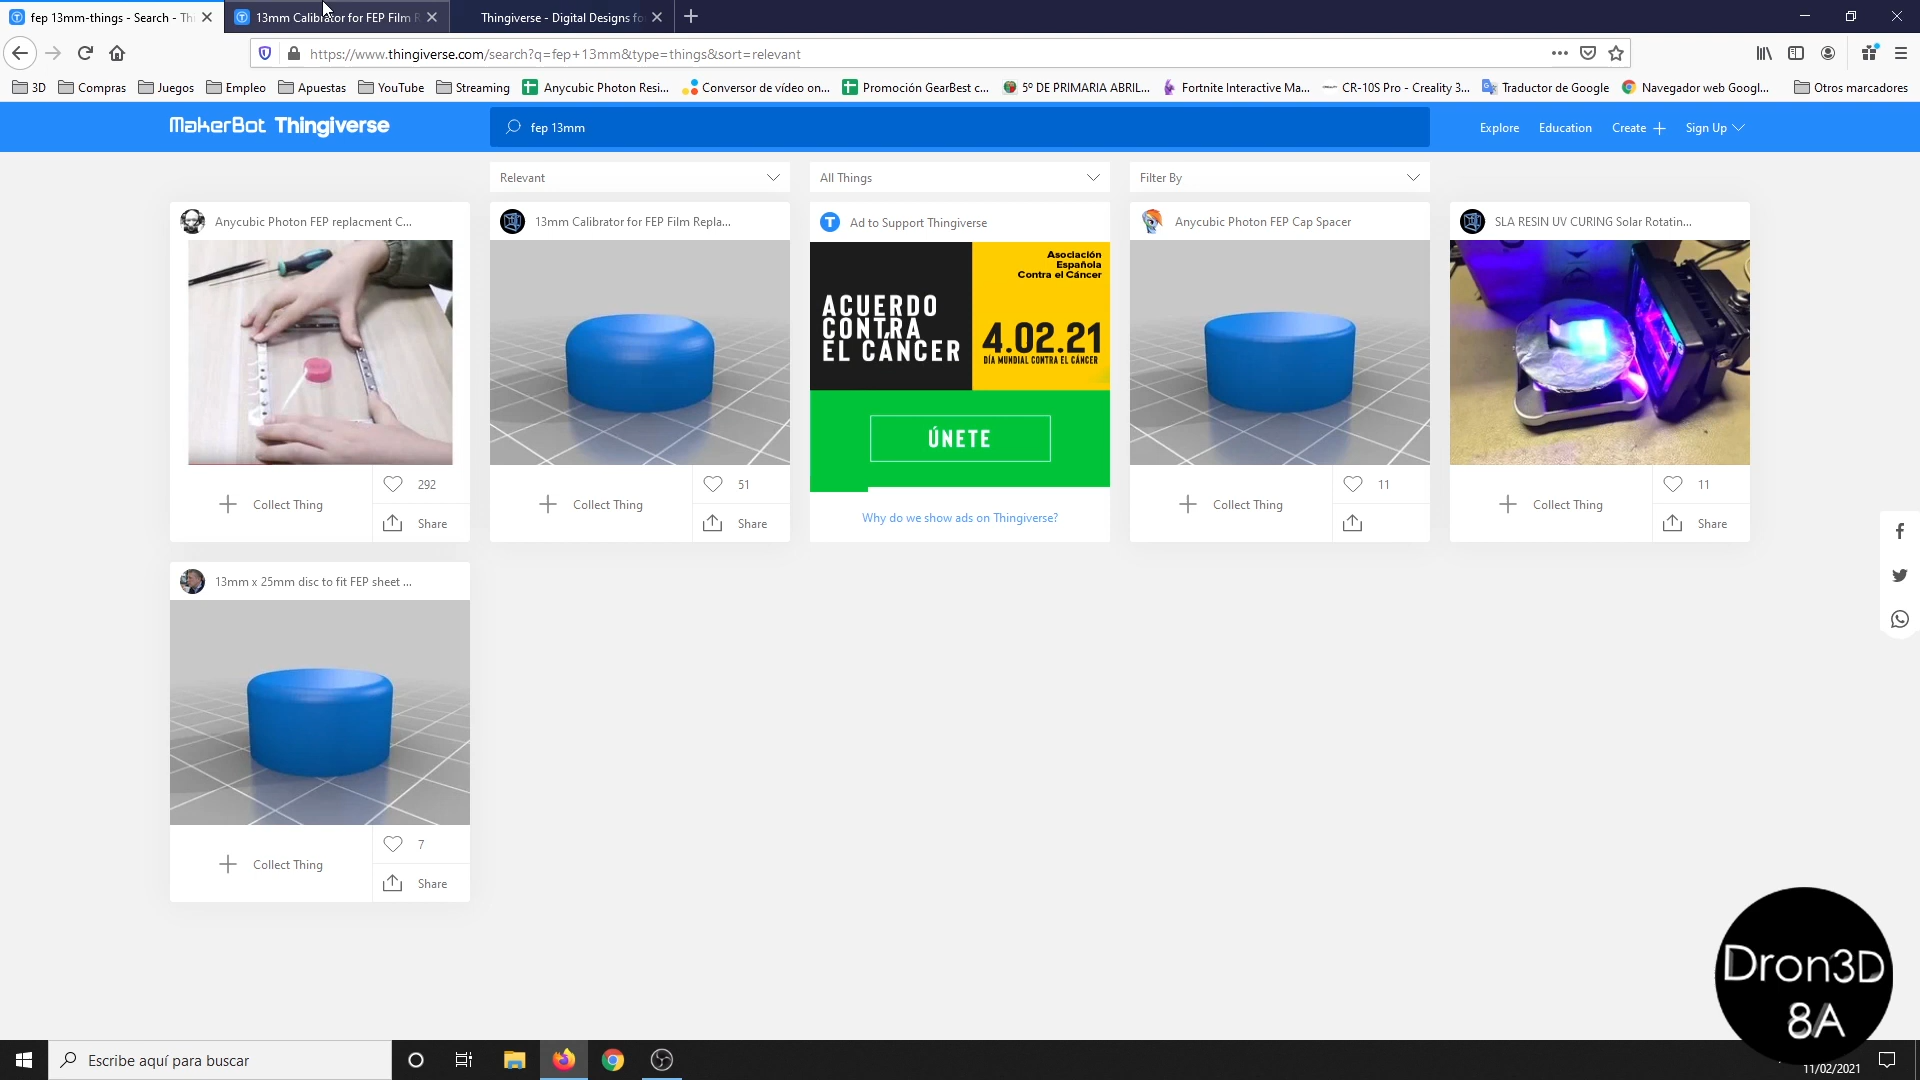 fep 13mm-things - Search - Th
13mm Calibrator for FEP Film R
Thingiverse - Digital Designs fo
https://www.thingiverse.com/search?q=fep+13mm&type=things&sort=relevant
3D
Compras
Juegos
Empleo
Apuestas
YouTube
Streaming
Anycubic Photon Resi...
Conversor de vídeo on...
Promoción GearBest c...
5º DE PRIMARIA ABRIL...
Fortnite Interactive Ma...
CR-10S Pro - Creality 3...
Traductor de Google
Navegador web Googl...
Otros marcadores
MakerBot Thingiverse
fep 13mm
Explore
Education
Create
Sign Up
Relevant
All Things
Filter By
Anycubic Photon FEP replacment C...
13mm Calibrator for FEP Film Repla...
Ad to Support Thingiverse
Anycubic Photon FEP Cap Spacer
SLA RESIN UV CURING Solar Rotatin...
Asociación
Española
Contra el Cáncer
ACUERDO
CONTRA
EL CÁNCER
4.02.21
DÍA MUNDIAL CONTRA EL CÁNCER
ÚNETE
Collect Thing
292
Share
Collect Thing
51
Share
Why do we show ads on Thingiverse?
Collect Thing
11
Collect Thing
11
Share
13mm x 25mm disc to fit FEP sheet ...
Collect Thing
7
Share
Dron3D
8A
Escribe aquí para buscar
11/02/2021